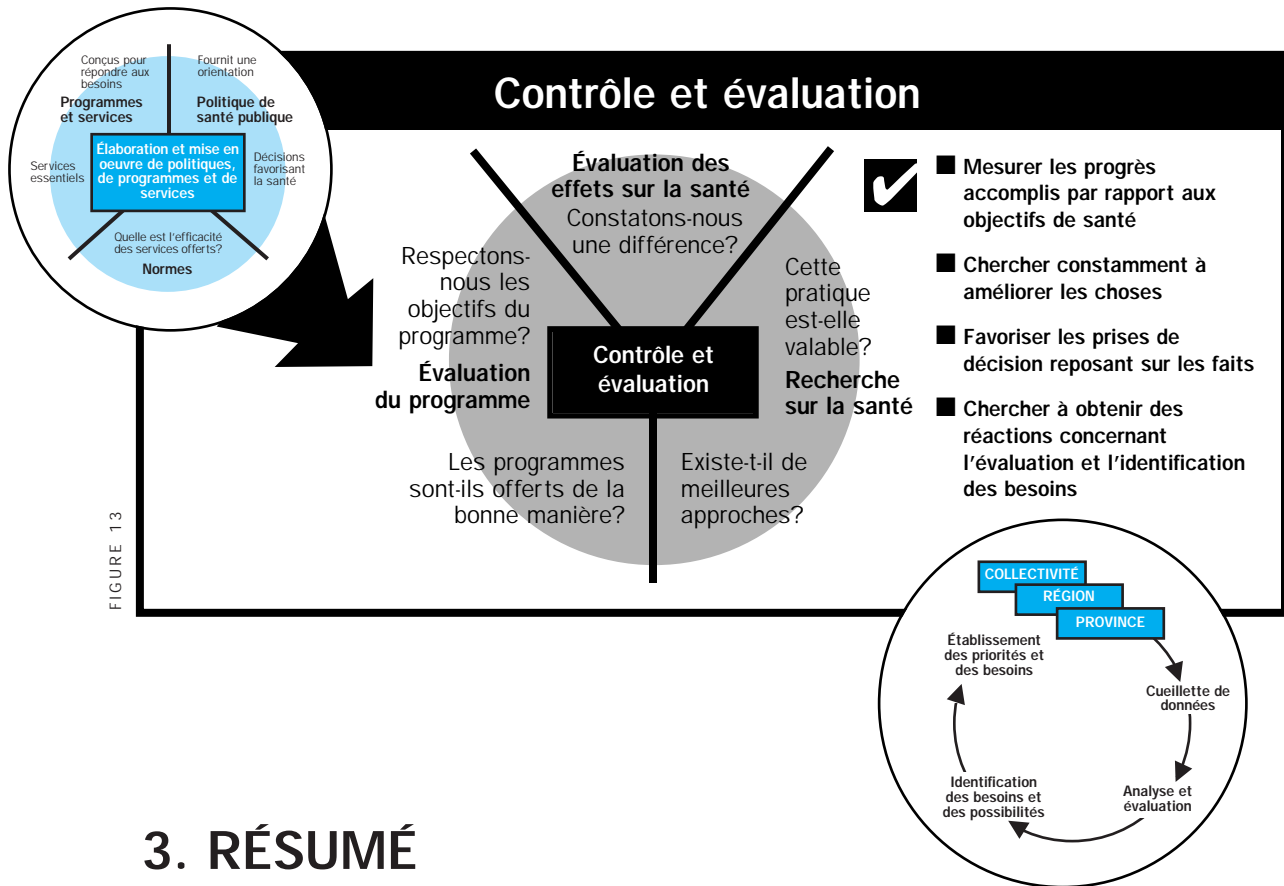 Conçus pour
répondre aux
besoins
Programmes
et services
Fournit une
orientation
Politique de
santé publique
Élaboration et mise en
oeuvre de politiques,
de programmes et de
services
Services
essentiels
Décisions
favorisant
la santé
Quelle est l'efficacité
des services offerts?
Normes
Contrôle et évaluation
Évaluation des
effets sur la santé
Constatons-nous
une différence?
Respectons-
nous les
objectifs du
programme?
Évaluation
du programme
Cette
pratique
est-elle
valable?
Recherche
sur la santé
Contrôle et
évaluation
Les programmes
sont-ils offerts de la
bonne manière?
Existe-t-il de
meilleures
approches?
✔
■ Mesurer les progrès
accomplis par rapport aux
objectifs de santé
■ Chercher constamment à
améliorer les choses
■ Favoriser les prises de
décision reposant sur les faits
■ Chercher à obtenir des
réactions concernant
l'évaluation et l'identification
des besoins
FIGURE 13
COLLECTIVITÉ
RÉGION
PROVINCE
Établissement
des priorités et
des besoins
Cueillette de
données
Identification
des besoins et
des possibilités
Analyse et
évaluation
3. RÉSUMÉ